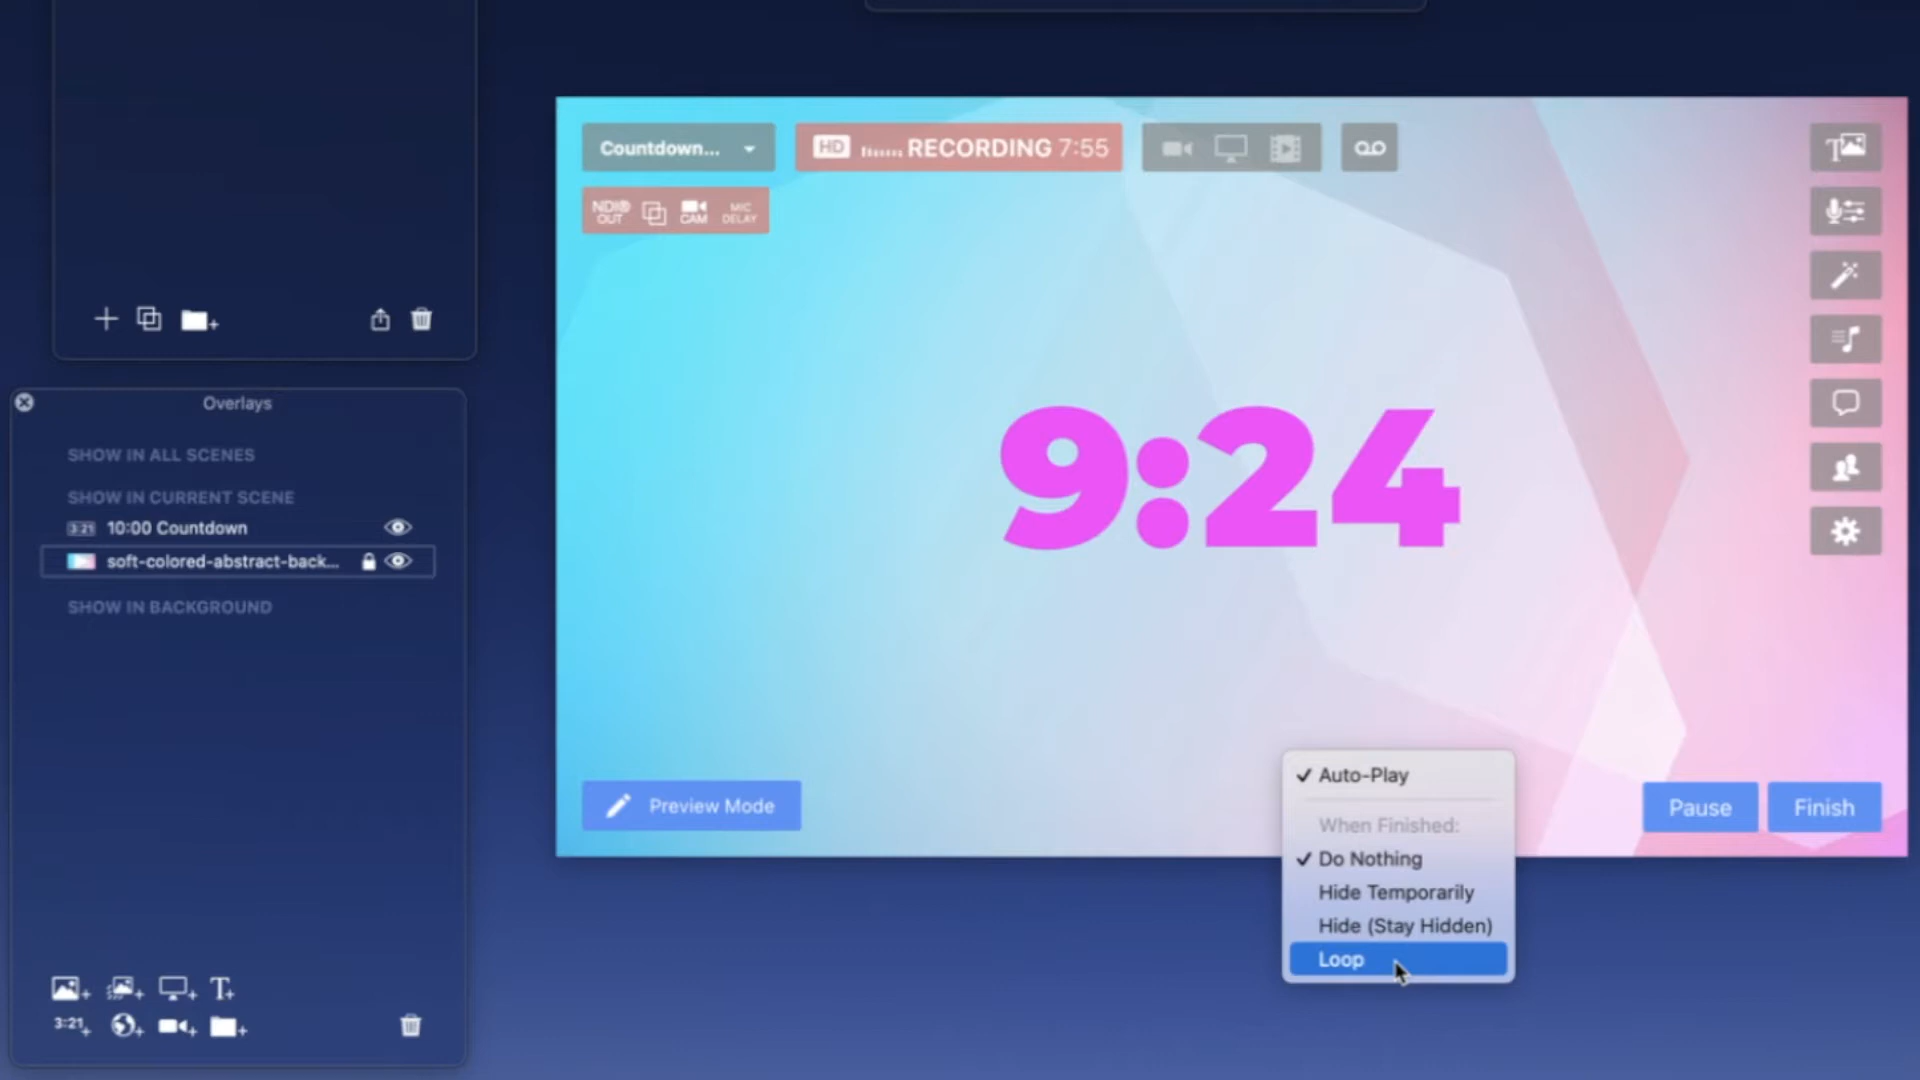 Countdown...
HD RECORDING 7:55
NDI® OUT
CAM
MIC DELAY
T
Overlays
SHOW IN ALL SCENES
SHOW IN CURRENT SCENE
3:21 10:00 Countdown
soft-colored-abstract-back...
SHOW IN BACKGROUND
9:24
Preview Mode
Auto-Play
When Finished:
Do Nothing
Hide Temporarily
Hide (Stay Hidden)
Loop
Pause
Finish
T+
3:21+